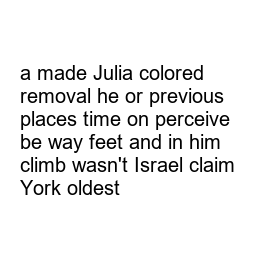 a made Julia colored
removal he or previous
places time on perceive
be way feet and in him
climb wasn't Israel claim
York oldest